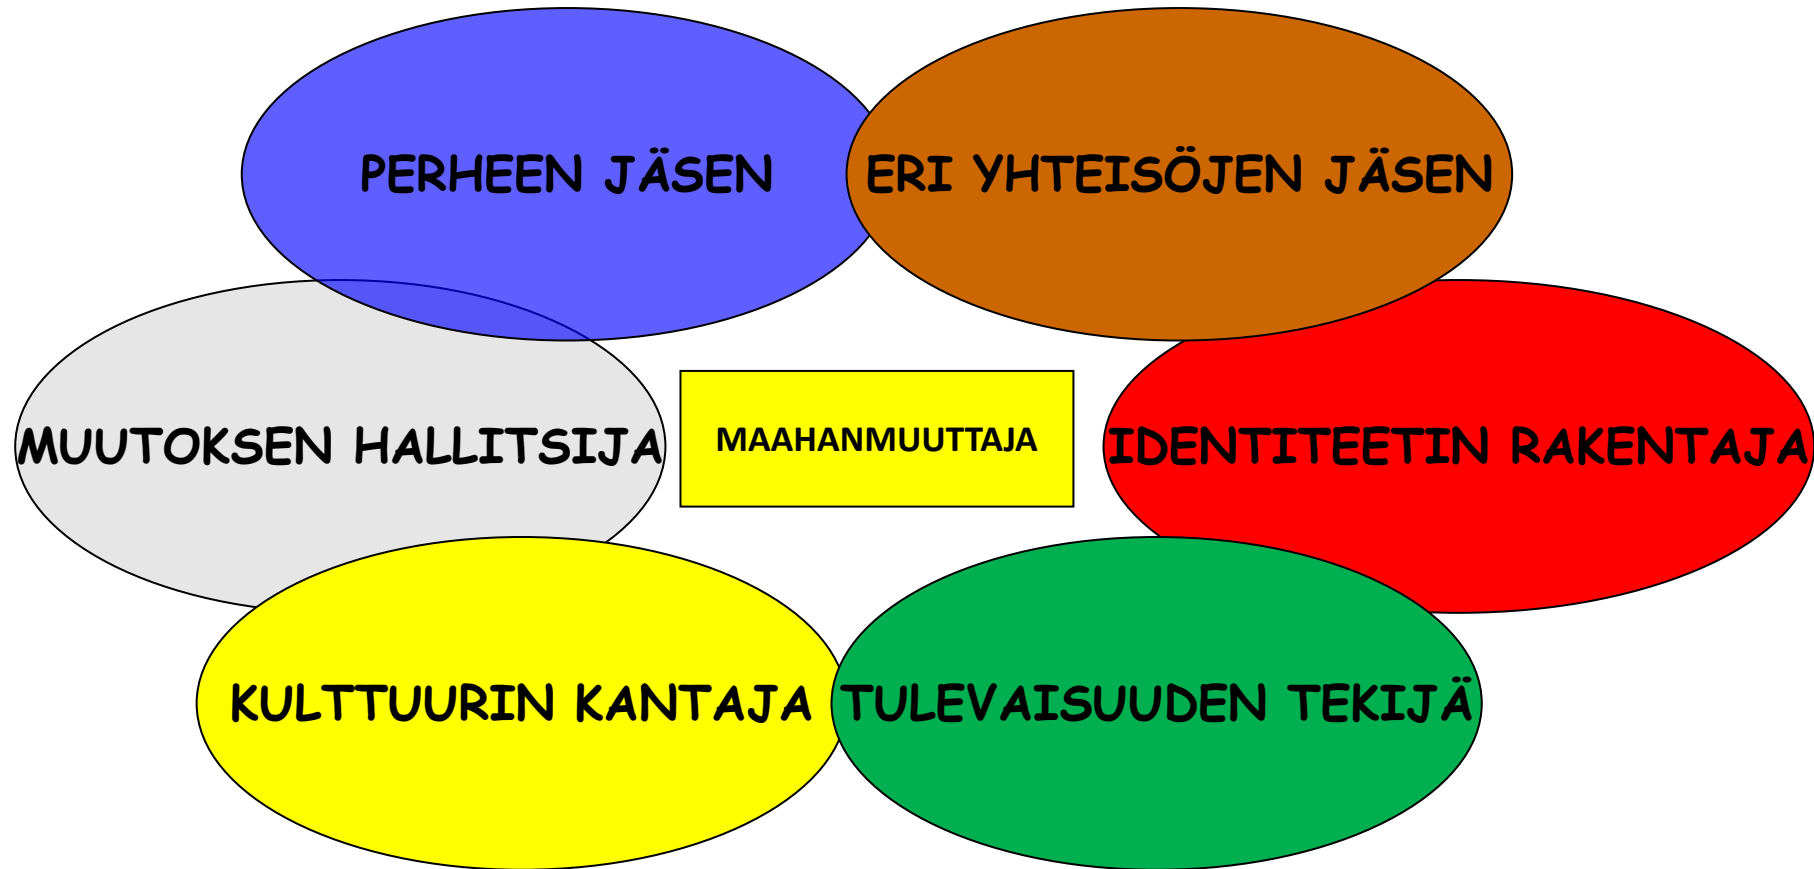 PERHEEN JÄSEN
ERI YHTEISÖJEN JÄSEN
MUUTOKSEN HALLITSIJA
MAAHANMUUTTAJA
IDENTITEETIN RAKENTAJA
KULTTUURIN KANTAJA
TULEVAISUUDEN TEKIJÄ